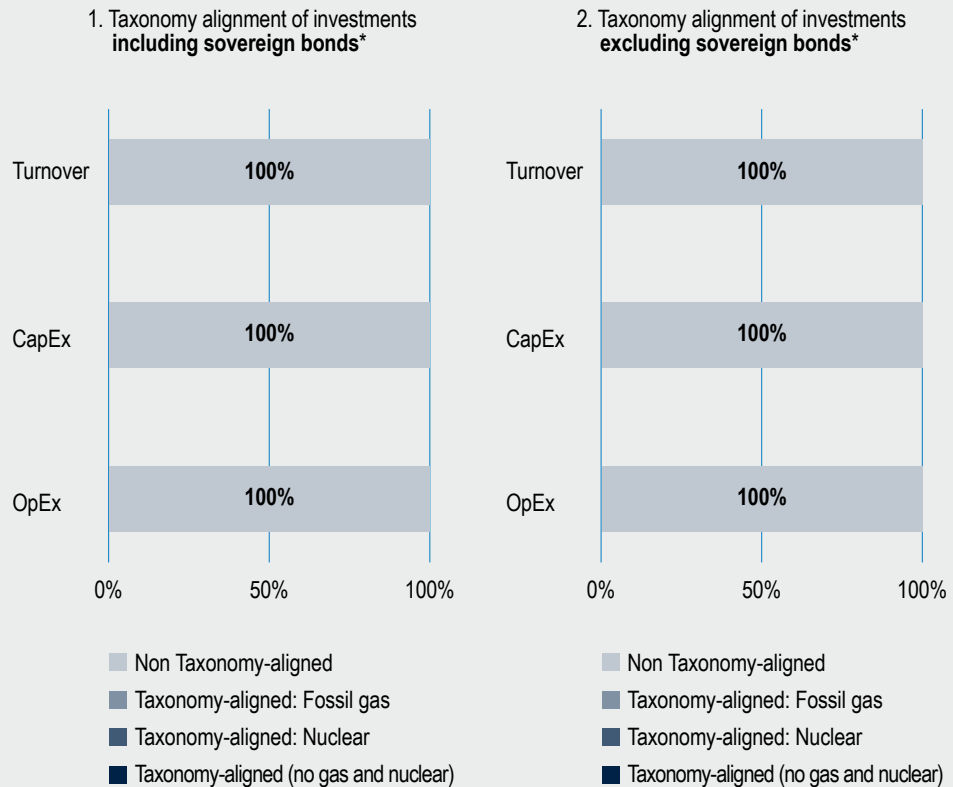 1. Taxonomy alignment of investments
including sovereign bonds*
Turnover
100%
CapEx
100%
OpEx
100%
0% 50% 100%
Non Taxonomy-aligned
Taxonomy-aligned: Fossil gas
Taxonomy-aligned: Nuclear
Taxonomy-aligned (no gas and nuclear)
2. Taxonomy alignment of investments
excluding sovereign bonds*
Turnover
100%
CapEx
100%
OpEx
100%
0% 50% 100%
Non Taxonomy-aligned
Taxonomy-aligned: Fossil gas
Taxonomy-aligned: Nuclear
Taxonomy-aligned (no gas and nuclear)